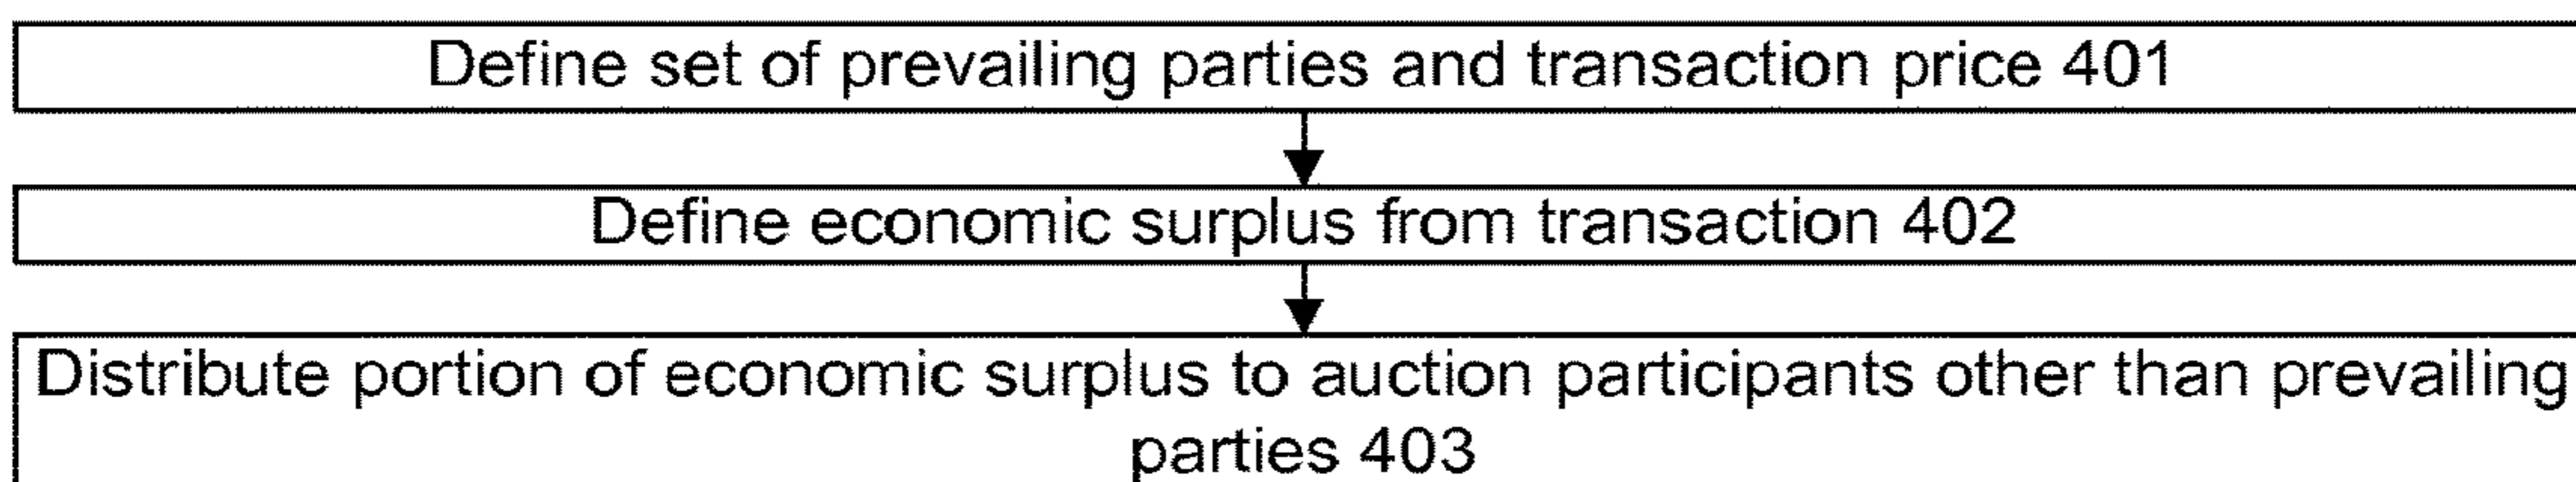 Define set of prevailing parties and transaction price 401
Define economic surplus from transaction 402
Distribute portion of economic surplus to auction participants other than prevailing
parties 403